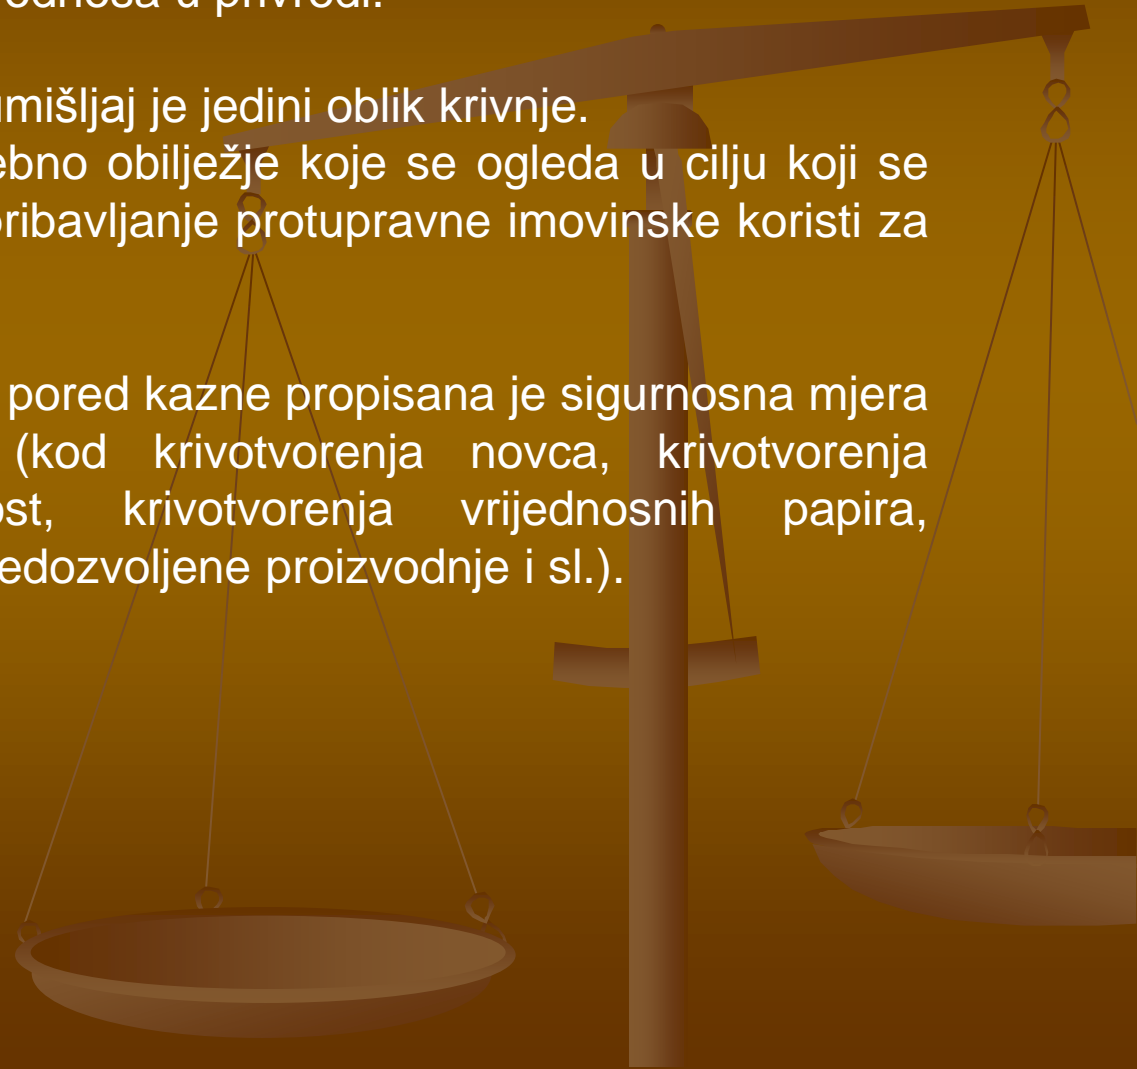 odnosa u privredi.
umišljaj je jedini oblik krivnje.
ebno obilježje koje se ogleda u cilju koji se
pribavljanje protupravne imovinske koristi za
pored kazne propisana je sigurnosna mjera
(kod krivotvorenja novca, krivotvorenja
ost, krivotvorenja vrijednosnih papira,
edozvoljene proizvodnje i sl.).